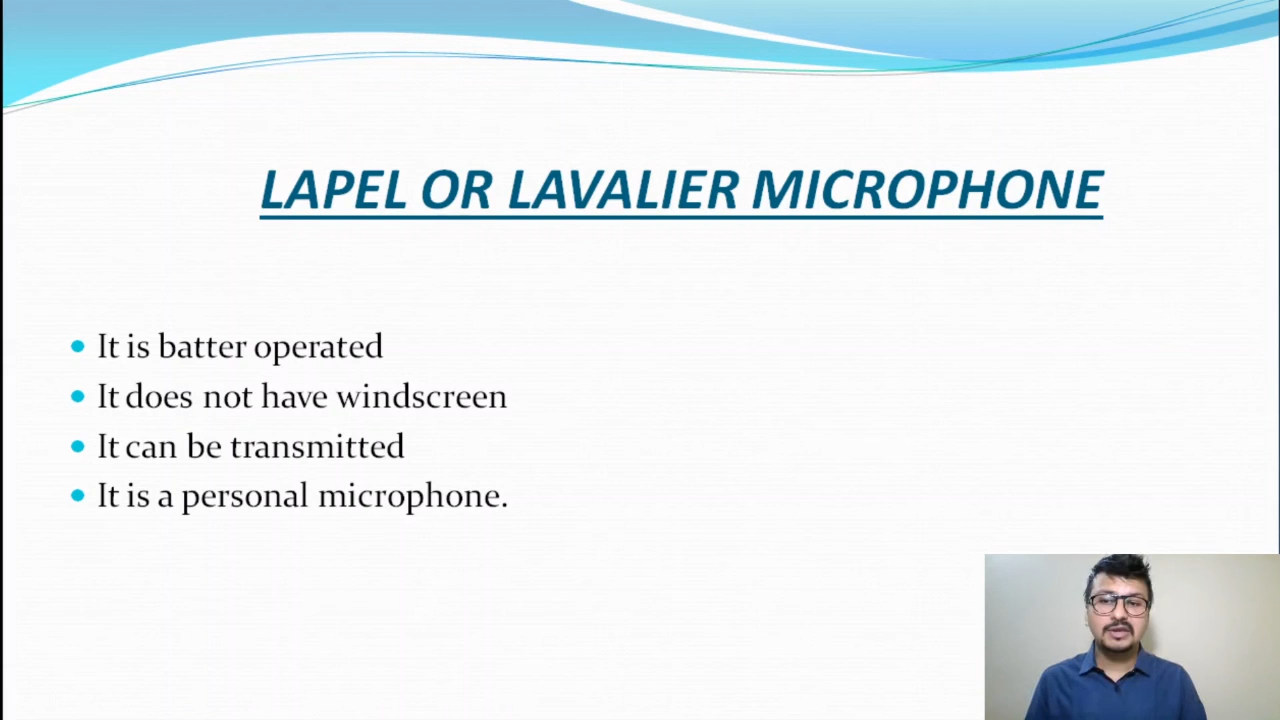 LAPEL OR LAVALIER MICROPHONE
It is batter operated
It does not have windscreen
It can be transmitted
It is a personal microphone.